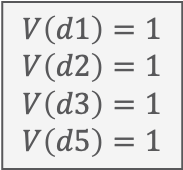 V(d1) = 1
V(d2) = 1
V(d3) = 1
V(d5) = 1